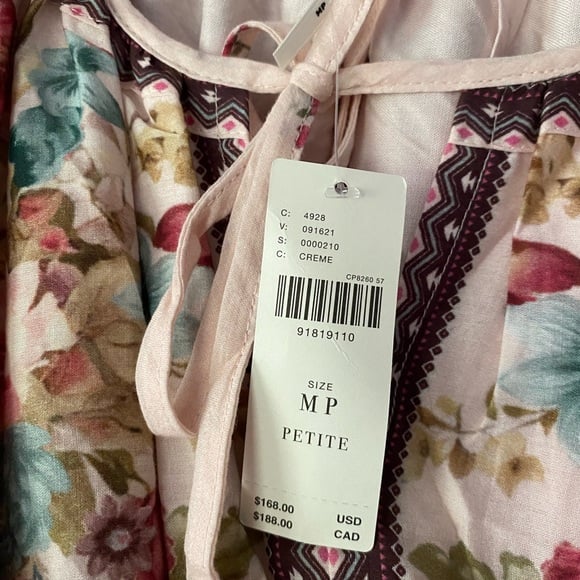 MP
C: 4928
V: 091621
S: 0000210
C: CREME
CP8260 57
91819110
SIZE
MP
PETITE
$168.00 USD
$188.00 CAD